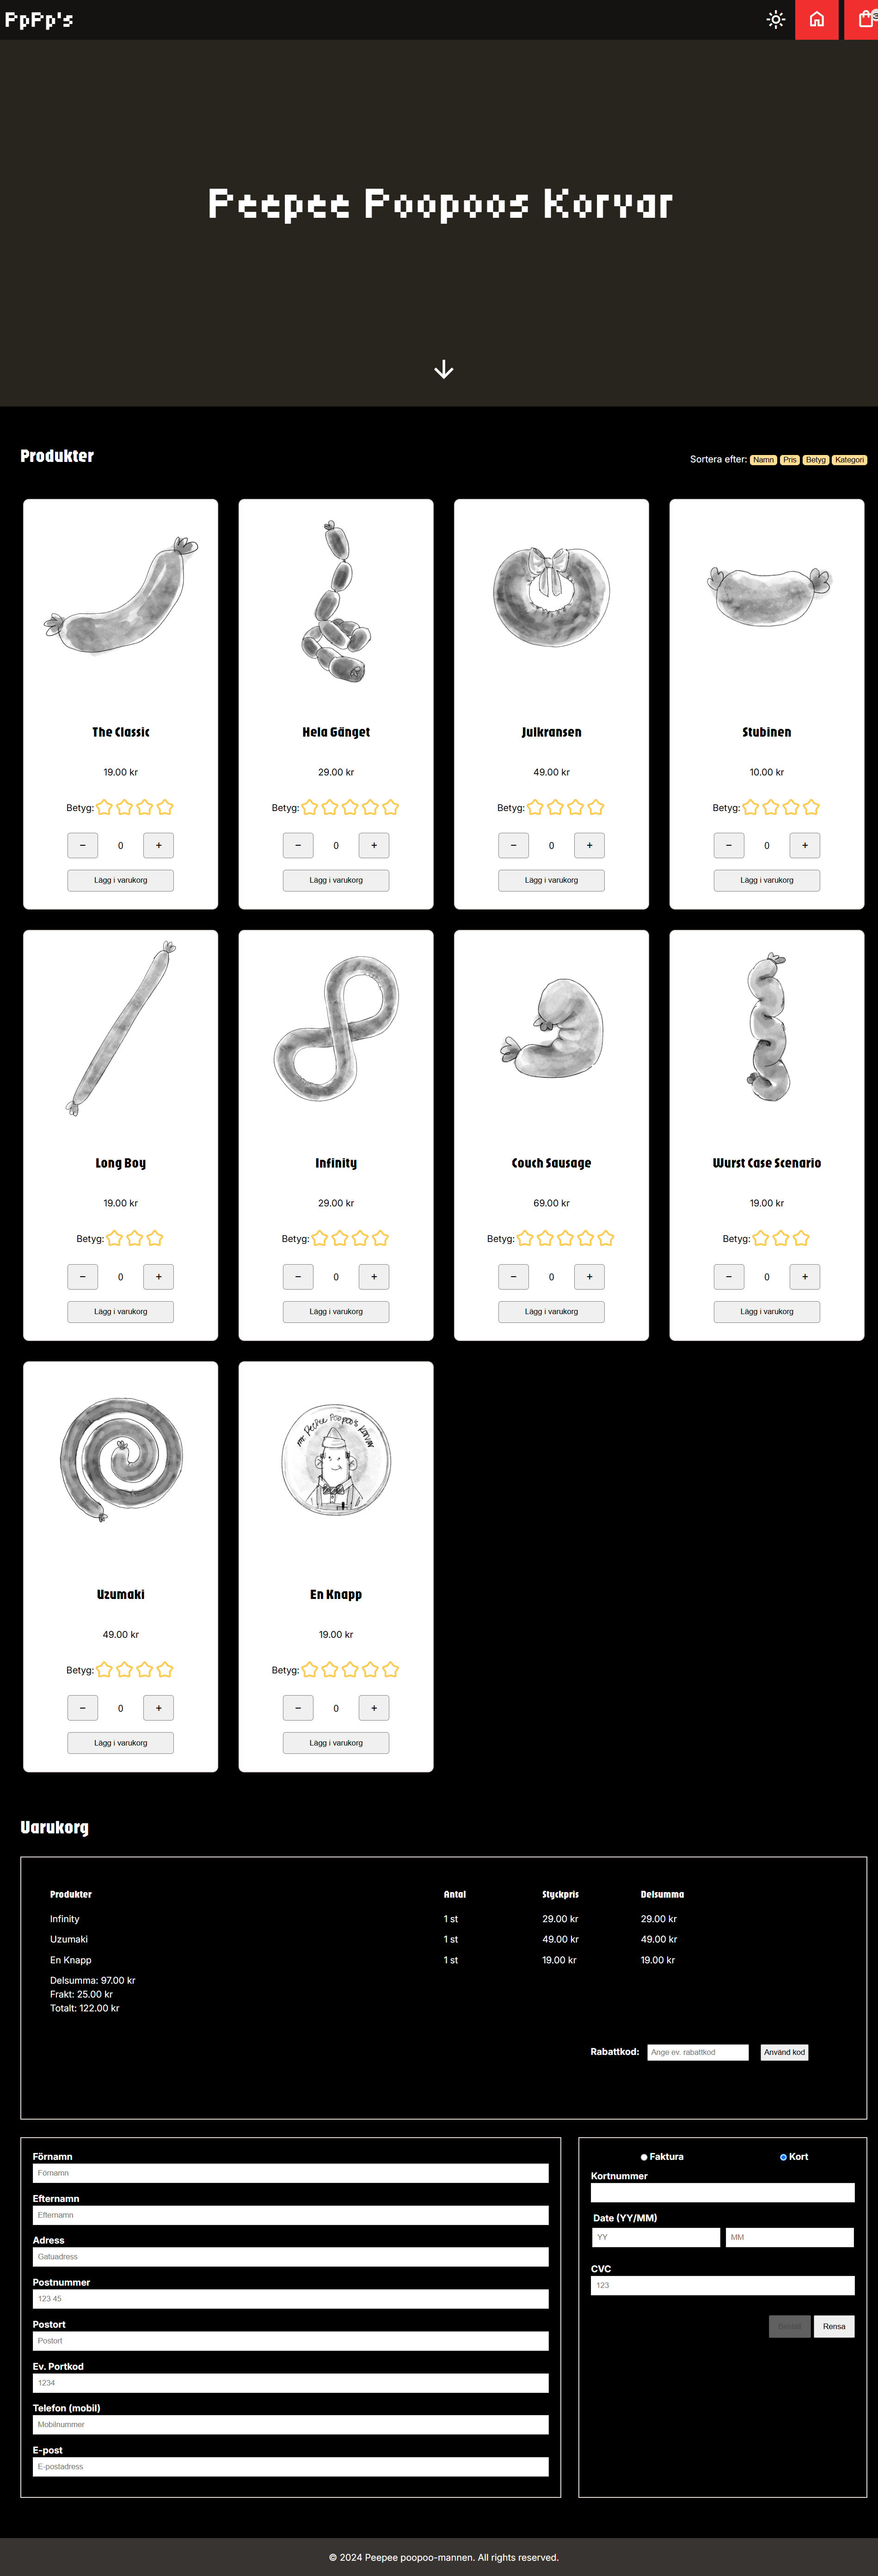 PpPp's
Peepee Poopoos Korvar
Produkter
Sortera efter: Namn Pris Betyg Kategori
The Classic
19.00 kr
Betyg:
− 0 +
Lägg i varukorg
Hela Gänget
29.00 kr
Betyg:
− 0 +
Lägg i varukorg
Julkransen
49.00 kr
Betyg:
− 0 +
Lägg i varukorg
Stubinen
10.00 kr
Betyg:
− 0 +
Lägg i varukorg
Long Boy
19.00 kr
Betyg:
− 0 +
Lägg i varukorg
Infinity
29.00 kr
Betyg:
− 0 +
Lägg i varukorg
Couch Sausage
69.00 kr
Betyg:
− 0 +
Lägg i varukorg
Wurst Case Scenario
19.00 kr
Betyg:
− 0 +
Lägg i varukorg
Uzumaki
49.00 kr
Betyg:
− 0 +
Lägg i varukorg
Peepee Poopoo's Korvar
En Knapp
19.00 kr
Betyg:
− 0 +
Lägg i varukorg
Varukorg
Produkter Antal Styckpris Delsumma
Infinity 1 st 29.00 kr 29.00 kr
Uzumaki 1 st 49.00 kr 49.00 kr
En Knapp 1 st 19.00 kr 19.00 kr
Delsumma: 97.00 kr
Frakt: 25.00 kr
Totalt: 122.00 kr
Rabattkod: Ange ev. rabattkod Använd kod
Förnamn
Förnamn
Efternamn
Efternamn
Adress
Gatuadress
Postnummer
123 45
Postort
Postort
Ev. Portkod
1234
Telefon (mobil)
Mobilnummer
E-post
E-postadress
Faktura Kort
Kortnummer
Date (YY/MM)
YY MM
CVC
123
Beställ Rensa
© 2024 Peepee poopoo-mannen. All rights reserved.